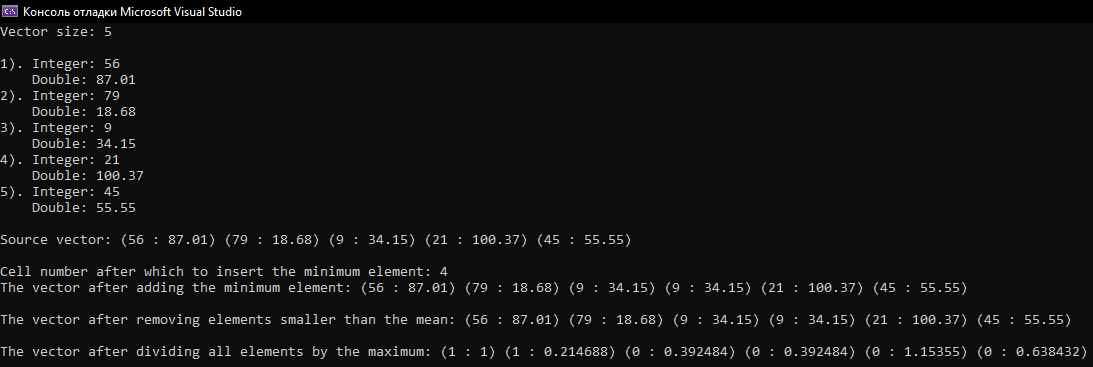 Консоль отладки Microsoft Visual Studio
Vector size: 5
1). Integer: 56
Double: 87.01
2). Integer: 79
Double: 18.68
3). Integer: 9
Double: 34.15
4). Integer: 21
Double: 100.37
5). Integer: 45
Double: 55.55
Source vector: (56 : 87.01) (79 : 18.68) (9 : 34.15) (21 : 100.37) (45 : 55.55)
Cell number after which to insert the minimum element: 4
The vector after adding the minimum element: (56 : 87.01) (79 : 18.68) (9 : 34.15) (9 : 34.15) (21 : 100.37) (45 : 55.55)
The vector after removing elements smaller than the mean: (56 : 87.01) (79 : 18.68) (9 : 34.15) (9 : 34.15) (21 : 100.37) (45 : 55.55)
The vector after dividing all elements by the maximum: (1 : 1) (1 : 0.214688) (0 : 0.392484) (0 : 0.392484) (0 : 1.15355) (0 : 0.638432)